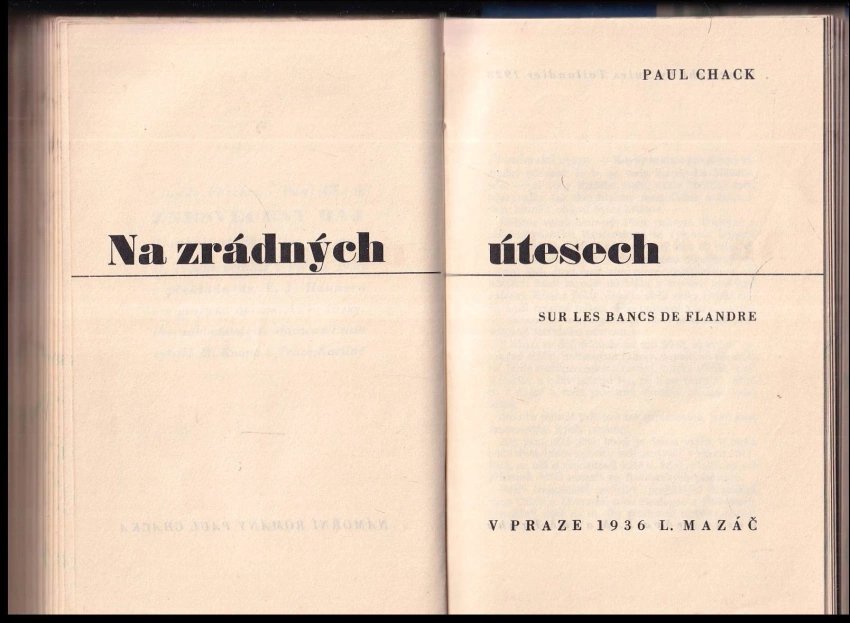 PAUL CHACK
Na zrádných útesech
SUR LES BANCS DE FLANDRE
V PRAZE 1936 L. MAZÁČ